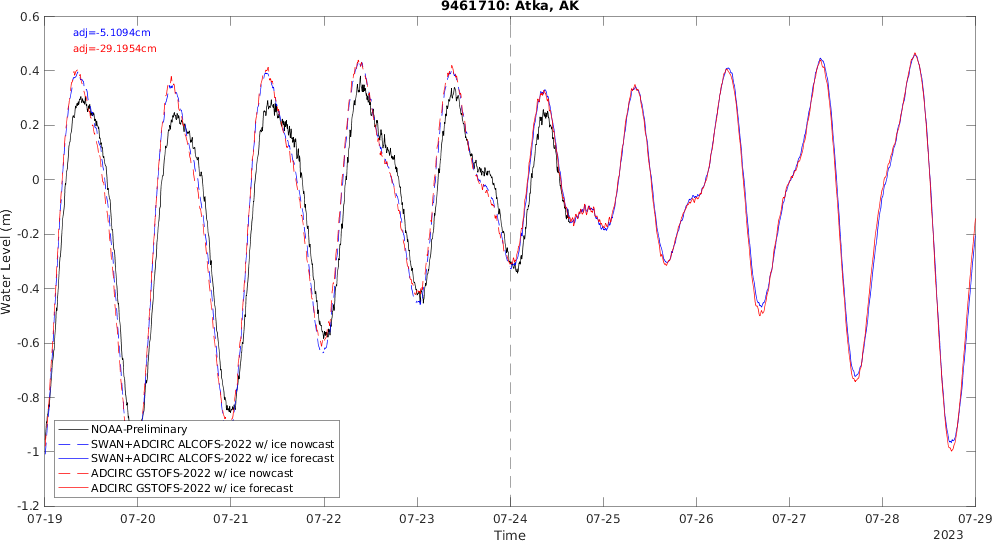 9461710: Atka, AK
adj=-5.1094cm
adj=-29.1954cm
0.6
0.4
0.2
0
-0.2
-0.4
-0.6
-0.8
-1
-1.2
Water Level (m)
NOAA-Preliminary
SWAN+ADCIRC ALCOFS-2022 w/ ice nowcast
SWAN+ADCIRC ALCOFS-2022 w/ ice forecast
ADCIRC GSTOFS-2022 w/ ice nowcast
ADCIRC GSTOFS-2022 w/ ice forecast
07-19 07-20 07-21 07-22 07-23 07-24 07-25 07-26 07-27 07-28 07-29
Time
2023